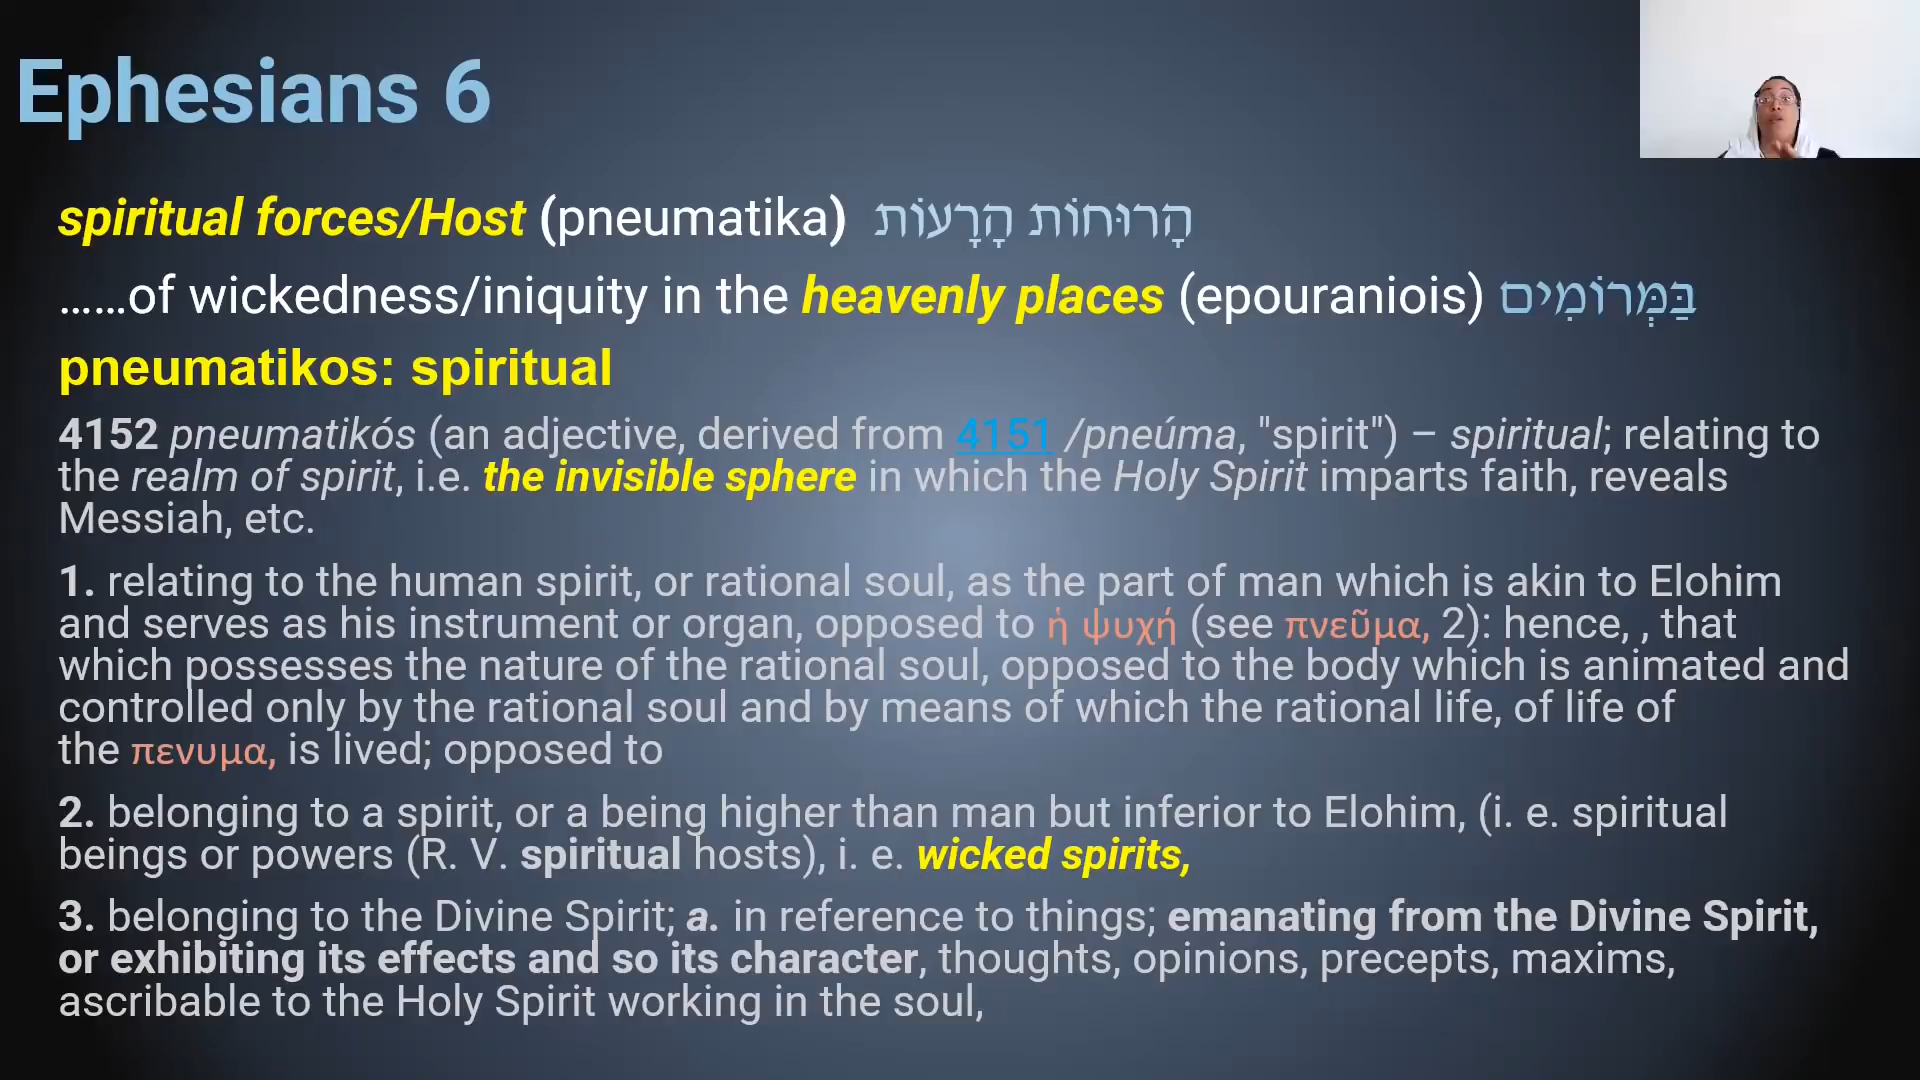 Ephesians 6
spiritual forces/Host (pneumatika) הָרוּחוֹת הָרָעוֹת
......of wickedness/iniquity in the heavenly places (epouraniois) בַּמְּרוֹמִים
pneumatikos: spiritual
4152 pneumatikós (an adjective, derived from 4151 /pneúma, "spirit") – spiritual; relating to
the realm of spirit, i.e. the invisible sphere in which the Holy Spirit imparts faith, reveals
Messiah, etc.
1. relating to the human spirit, or rational soul, as the part of man which is akin to Elohim
and serves as his instrument or organ, opposed to ἡ ψυχή (see πνεῦμα, 2): hence, , that
which possesses the nature of the rational soul, opposed to the body which is animated and
controlled only by the rational soul and by means of which the rational life, of life of
the πενυμα, is lived; opposed to
2. belonging to a spirit, or a being higher than man but inferior to Elohim, (i. e. spiritual
beings or powers (R. V. spiritual hosts), i. e. wicked spirits,
3. belonging to the Divine Spirit; a. in reference to things; emanating from the Divine Spirit,
or exhibiting its effects and so its character, thoughts, opinions, precepts, maxims,
ascribable to the Holy Spirit working in the soul,